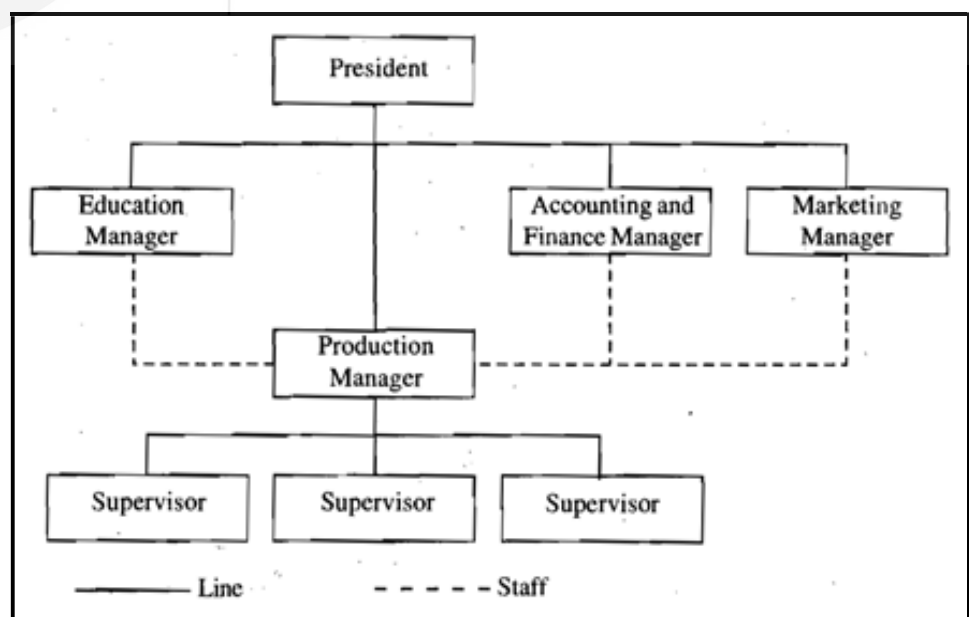 President
Education
Manager
Accounting and
Finance Manager
Marketing
Manager
Production
Manager
Supervisor
Supervisor
Supervisor
Line
Staff